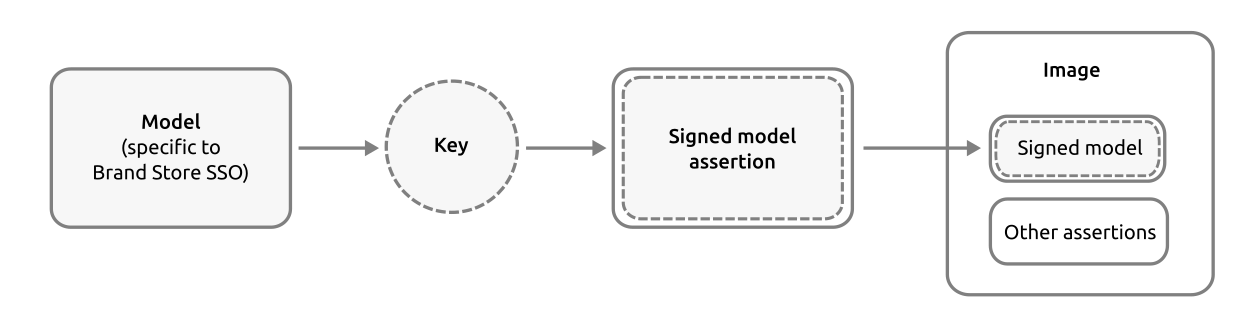 Model
(specific to
Brand Store SSO)
Key
Signed model
assertion
Image
Signed model
Other assertions